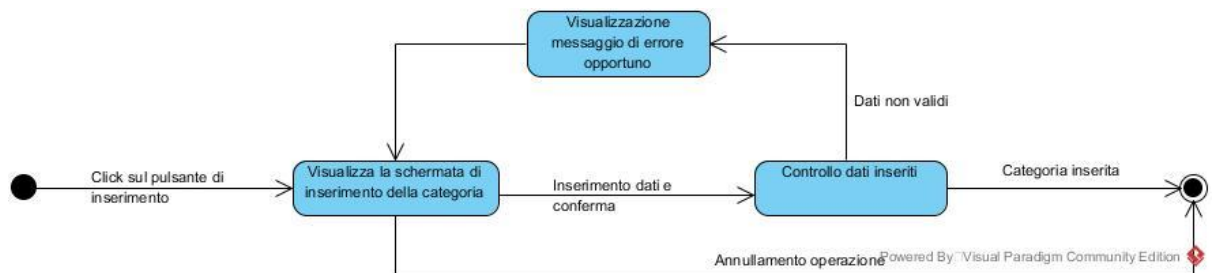 Visualizzazione
messaggio di errore
opportuno
Dati non validi
Click sul pulsante di
inserimento
Visualizza la schermata di
inserimento della categoria
Inserimento dati e
conferma
Controllo dati inseriti
Categoria inserita
Annullamento operazione
Powered By Visual Paradigm Community Edition